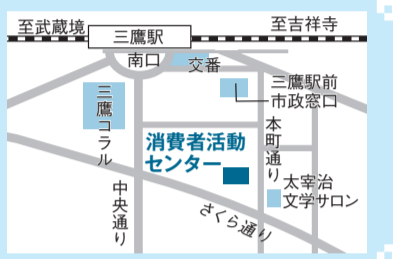 至武蔵境
三鷹駅
至吉祥寺
南口
交番
三鷹コラル
三鷹駅前
市政窓口
消費者活動
センター
本町通り
中央通り
太宰治
文学サロン
さくら通り